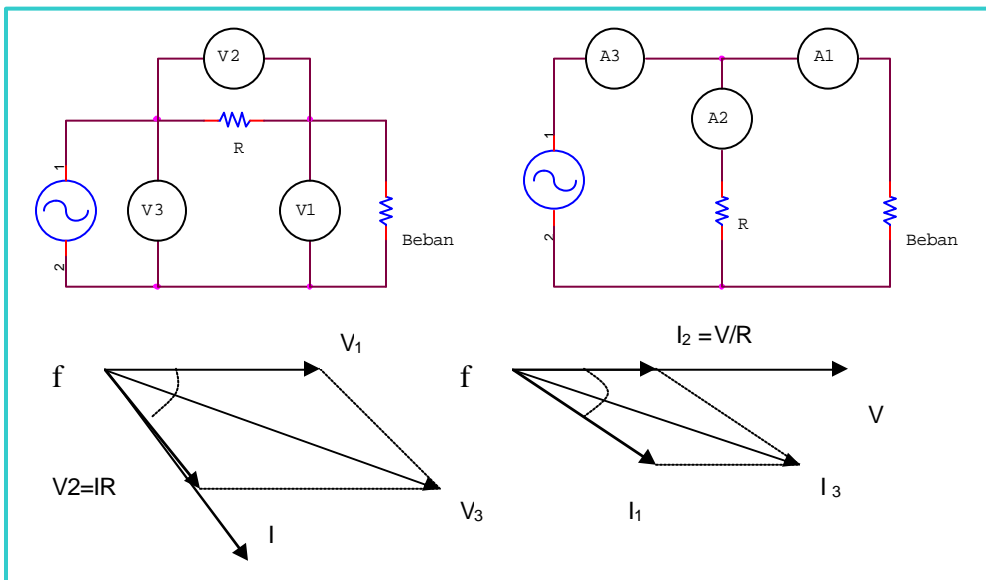 V2
R
1
2
V3
V1
Beban
A3
A1
A2
1
2
R
Beban
V₁
f
V2=IR
I
V₃
I₂ =V/R
f
V
I₁
I ₃